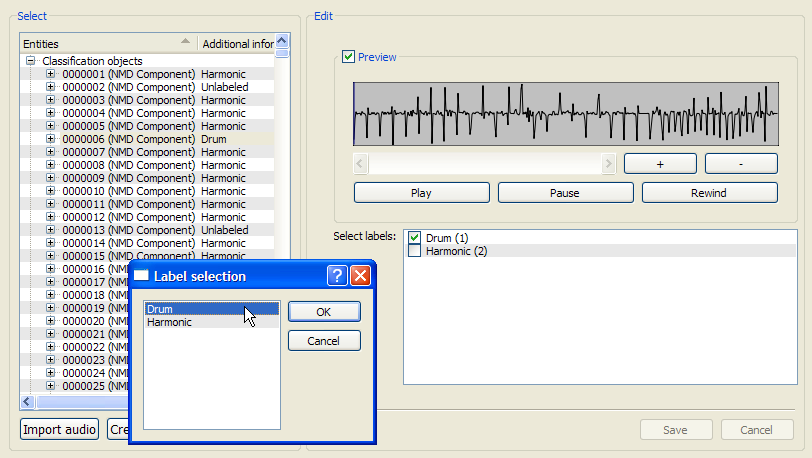 Select
Entities Additional infor
Classification objects
0000001 (NMD Component) Harmonic
0000002 (NMD Component) Unlabeled
0000003 (NMD Component) Harmonic
0000004 (NMD Component) Harmonic
0000005 (NMD Component) Harmonic
0000006 (NMD Component) Drum
0000007 (NMD Component) Harmonic
0000008 (NMD Component) Harmonic
0000009 (NMD Component) Harmonic
0000010 (NMD Component) Harmonic
0000011 (NMD Component) Harmonic
0000012 (NMD Component) Harmonic
0000013 (NMD Component) Unlabeled
0000014 (NMD Component) Harmonic
0000015 (NMD Component) Harmonic
0000016 (NM
0000017 (NM
0000018 (NM
0000019 (NM
0000020 (NM
0000021 (NM
0000022 (NM
0000023 (NM
0000024 (NM
0000025 (NM
Import audio Cre
Label selection
Drum
Harmonic
OK
Cancel
Edit
Preview
+ -
Play Pause Rewind
Select labels:
Drum (1)
Harmonic (2)
Save Cancel